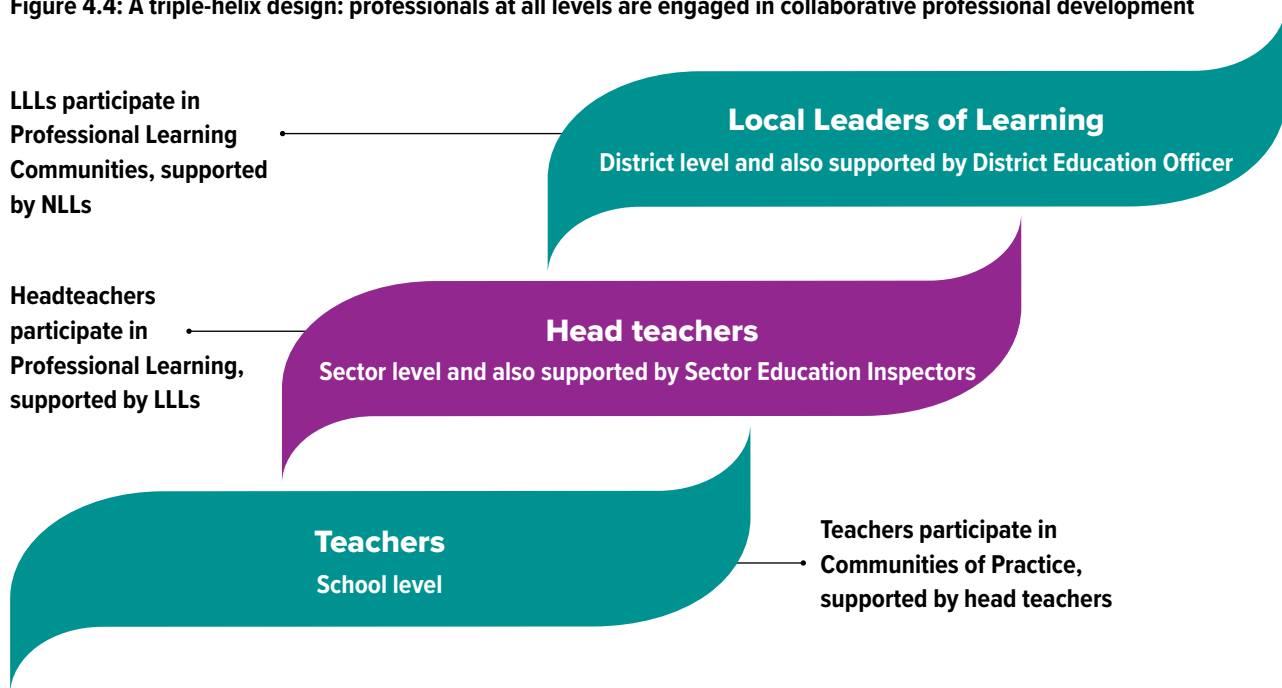 Figure 4.4: A triple-helix design: professionals at all levels are engaged in collaborative professional development
LLLs participate in
Professional Learning
Communities, supported
by NLLs
Local Leaders of Learning
District level and also supported by District Education Officer
Headteachers
participate in
Professional Learning,
supported by LLLs
Head teachers
Sector level and also supported by Sector Education Inspectors
Teachers
School level
Teachers participate in
Communities of Practice,
supported by head teachers